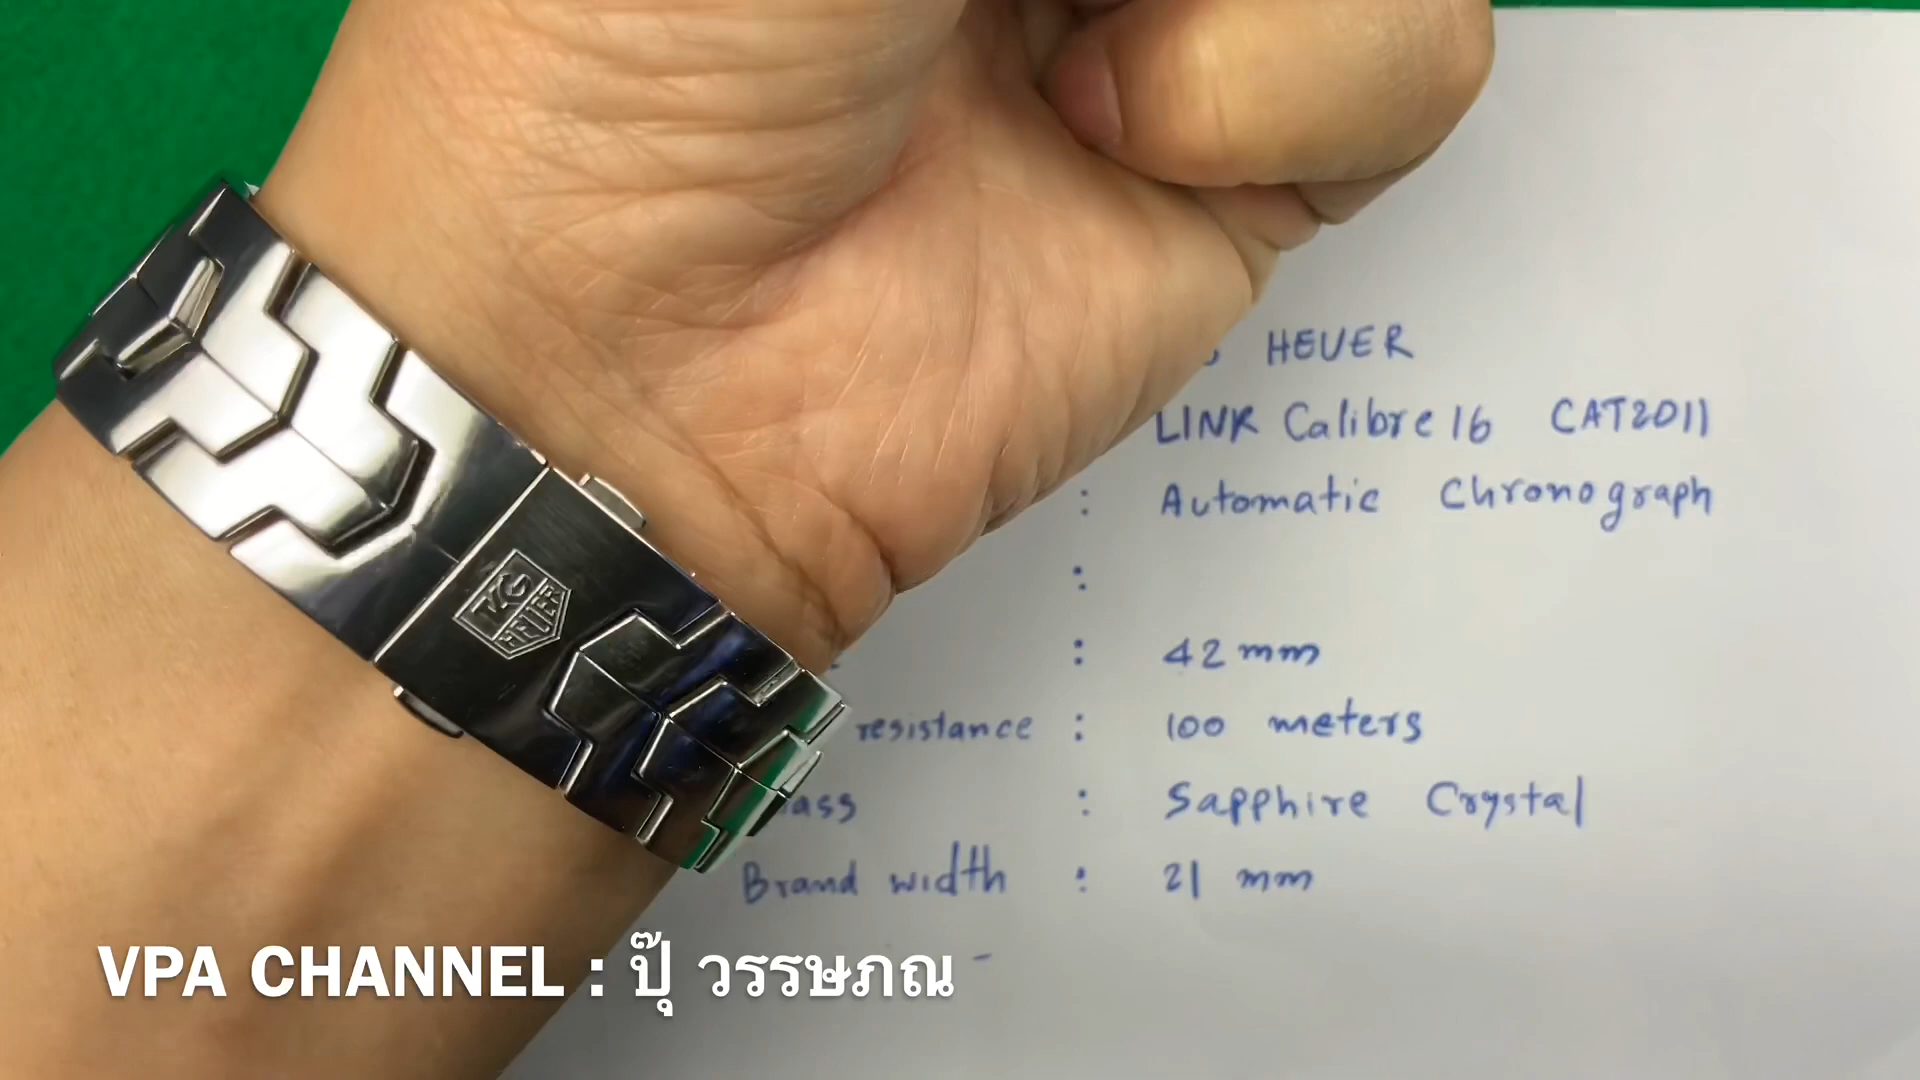 TAG
HEUER
HEUER
LINK Calibre 16 CAT2011
: Automatic Chronograph
:
: 42 mm
resistance : 100 meters
: Sapphire Crystal
Brand width : 21 mm
VPA CHANNEL : ปุ๊ วรรษภณ